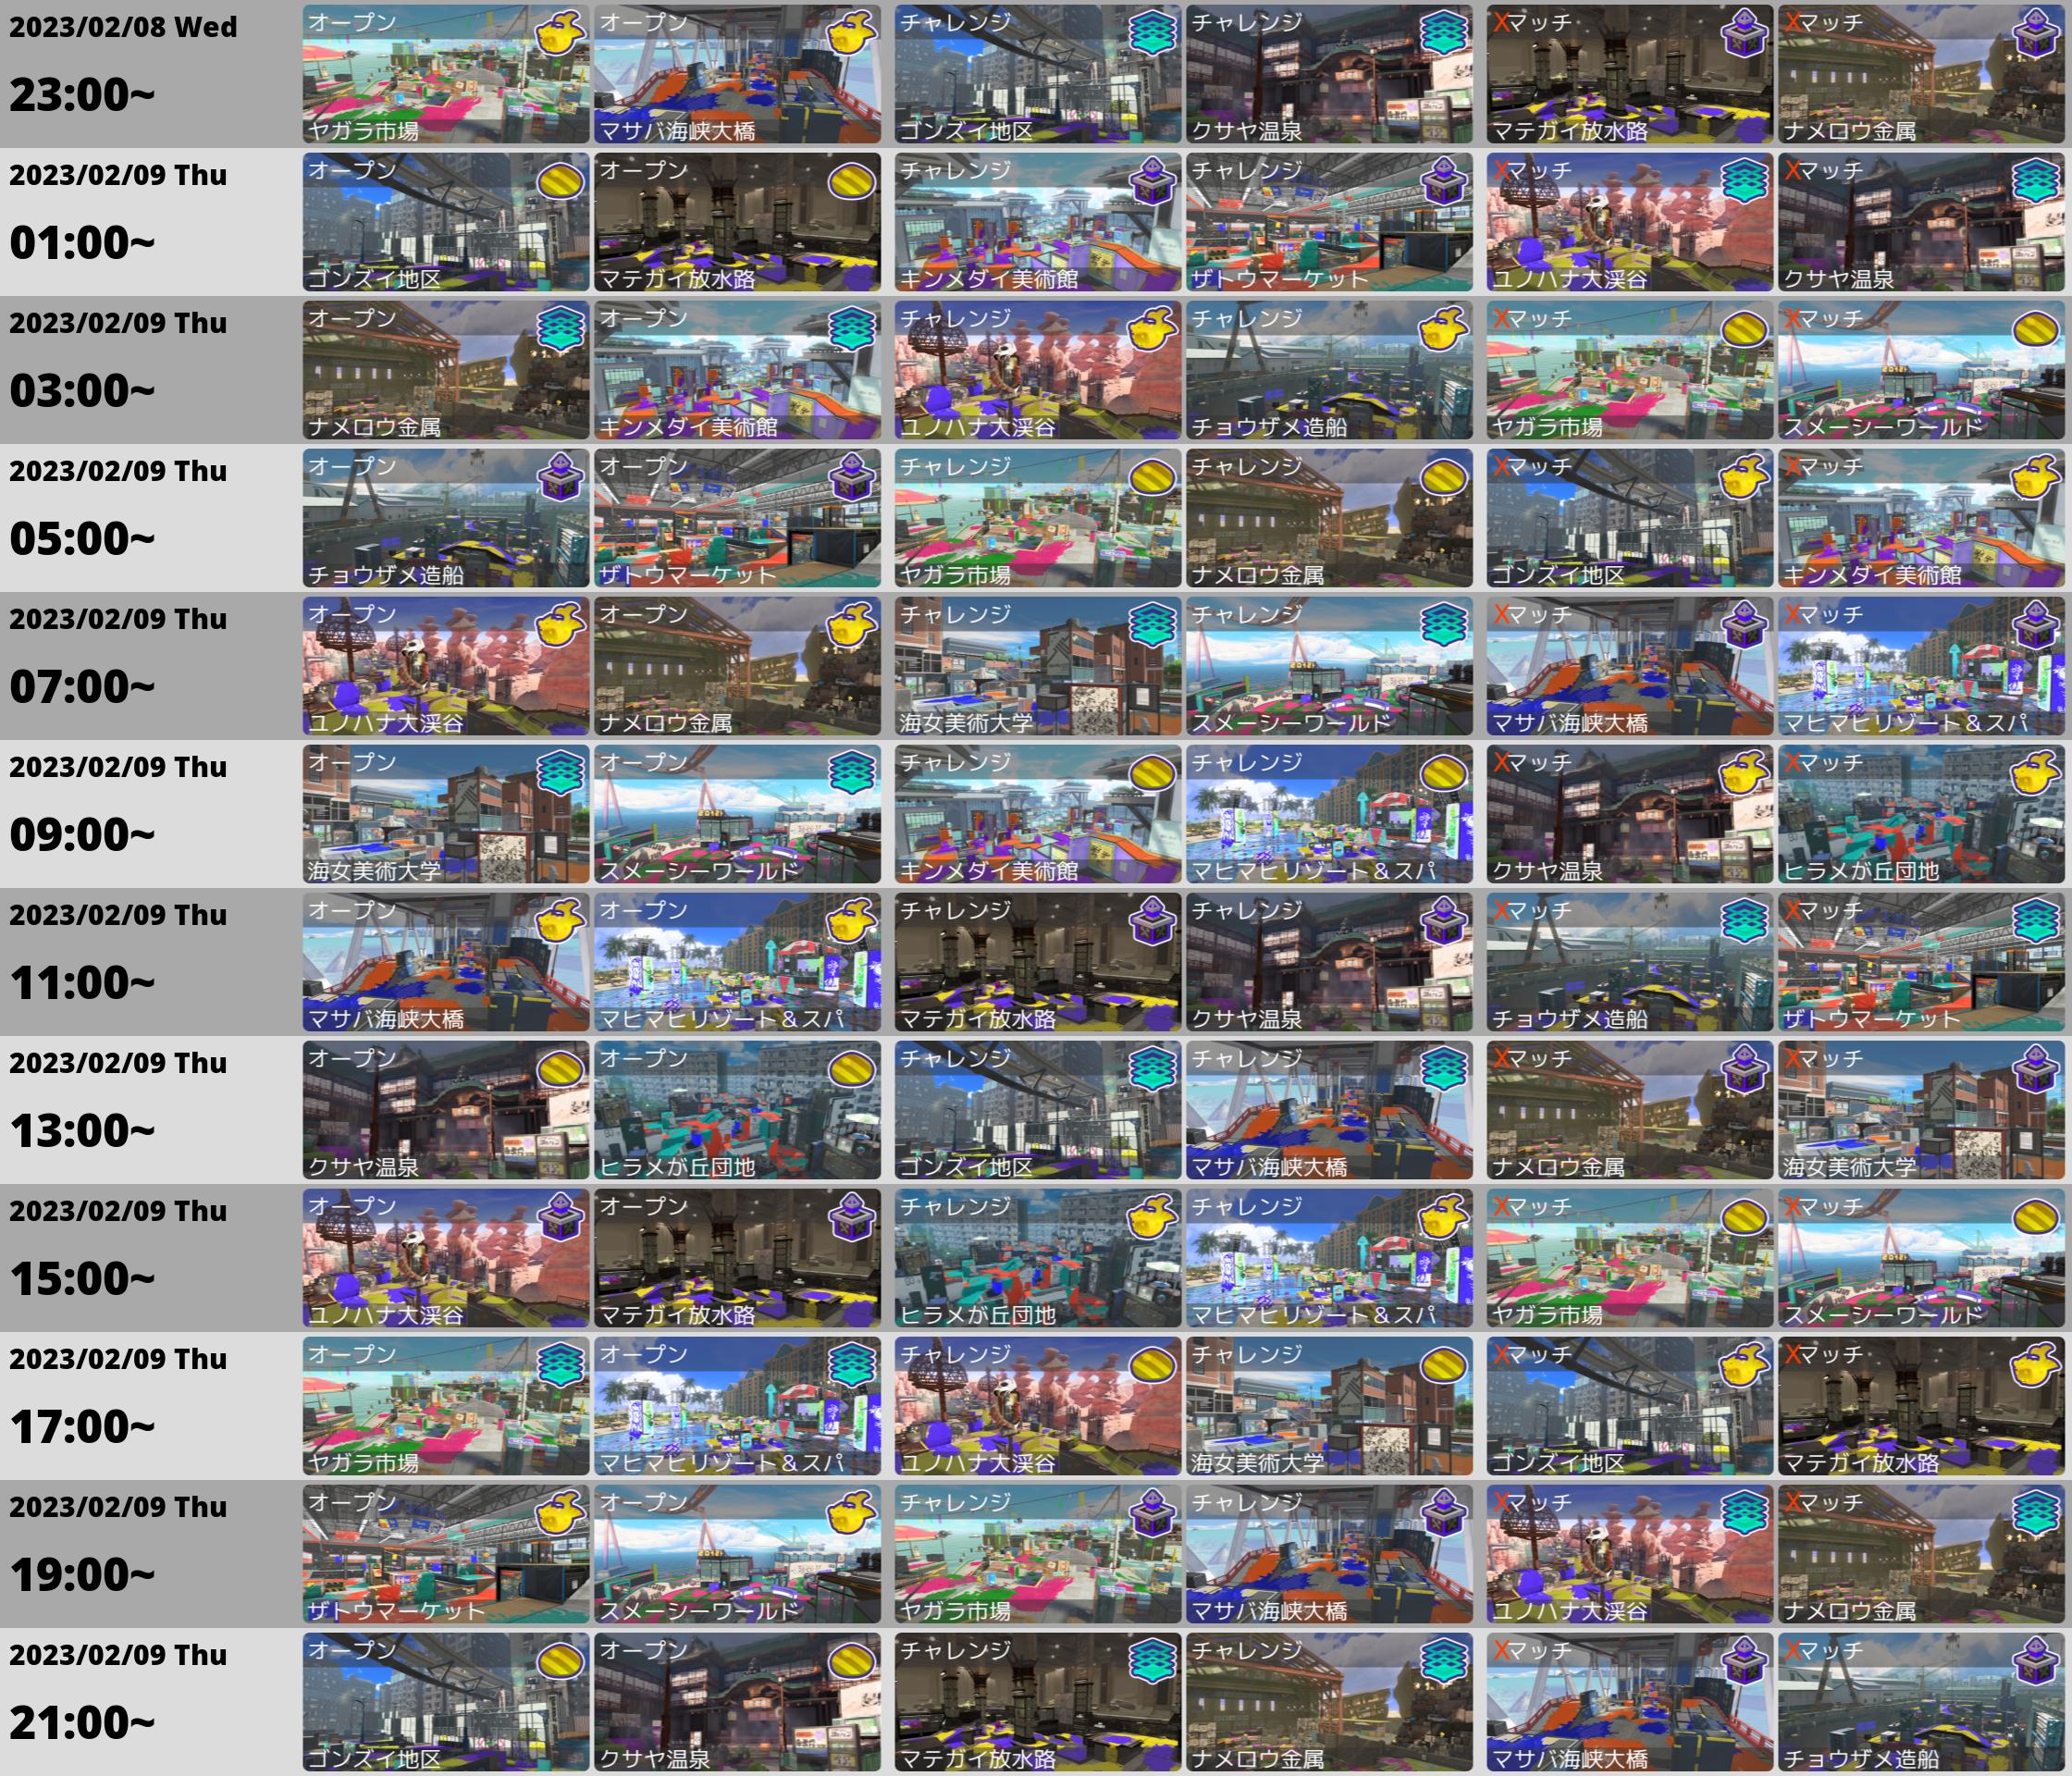 2023/02/08 Wed
23:00~
オープン オープン チャレンジ チャレンジ Xマッチ Xマッチ
ヤガラ市場 マサバ海峡大橋 ゴンズイ地区 クサヤ温泉 マテガイ放水路 ナメロウ金属
2023/02/09 Thu
01:00~
オープン オープン チャレンジ チャレンジ Xマッチ Xマッチ
ゴンズイ地区 マテガイ放水路 キンメダイ美術館 ザトウマーケット ユノハナ大渓谷 クサヤ温泉
2023/02/09 Thu
03:00~
オープン オープン チャレンジ チャレンジ Xマッチ Xマッチ
ナメロウ金属 キンメダイ美術館 ユノハナ大渓谷 チョウザメ造船 ヤガラ市場 スメーシーワールド
2023/02/09 Thu
05:00~
オープン オープン チャレンジ チャレンジ Xマッチ Xマッチ
チョウザメ造船 ザトウマーケット ヤガラ市場 ナメロウ金属 ゴンズイ地区 キンメダイ美術館
2023/02/09 Thu
07:00~
オープン オープン チャレンジ チャレンジ Xマッチ Xマッチ
ユノハナ大渓谷 ナメロウ金属 海女美術大学 スメーシーワールド マサバ海峡大橋 マヒマヒリゾート＆スパ
2023/02/09 Thu
09:00~
オープン オープン チャレンジ チャレンジ Xマッチ Xマッチ
海女美術大学 スメーシーワールド キンメダイ美術館 マヒマヒリゾート＆スパ クサヤ温泉 ヒラメが丘団地
2023/02/09 Thu
11:00~
オープン オープン チャレンジ チャレンジ Xマッチ Xマッチ
マサバ海峡大橋 マヒマヒリゾート＆スパ マテガイ放水路 クサヤ温泉 チョウザメ造船 ザトウマーケット
2023/02/09 Thu
13:00~
オープン オープン チャレンジ チャレンジ Xマッチ Xマッチ
クサヤ温泉 ヒラメが丘団地 ゴンズイ地区 マサバ海峡大橋 ナメロウ金属 海女美術大学
2023/02/09 Thu
15:00~
オープン オープン チャレンジ チャレンジ Xマッチ Xマッチ
ユノハナ大渓谷 マテガイ放水路 ヒラメが丘団地 マヒマヒリゾート＆スパ ヤガラ市場 スメーシーワールド
2023/02/09 Thu
17:00~
オープン オープン チャレンジ チャレンジ Xマッチ Xマッチ
ヤガラ市場 マヒマヒリゾート＆スパ ユノハナ大渓谷 海女美術大学 ゴンズイ地区 マテガイ放水路
2023/02/09 Thu
19:00~
オープン オープン チャレンジ チャレンジ Xマッチ Xマッチ
ザトウマーケット スメーシーワールド ヤガラ市場 マサバ海峡大橋 ユノハナ大渓谷 ナメロウ金属
2023/02/09 Thu
21:00~
オープン オープン チャレンジ チャレンジ Xマッチ Xマッチ
ゴンズイ地区 クサヤ温泉 マテガイ放水路 ナメロウ金属 マサバ海峡大橋 チョウザメ造船